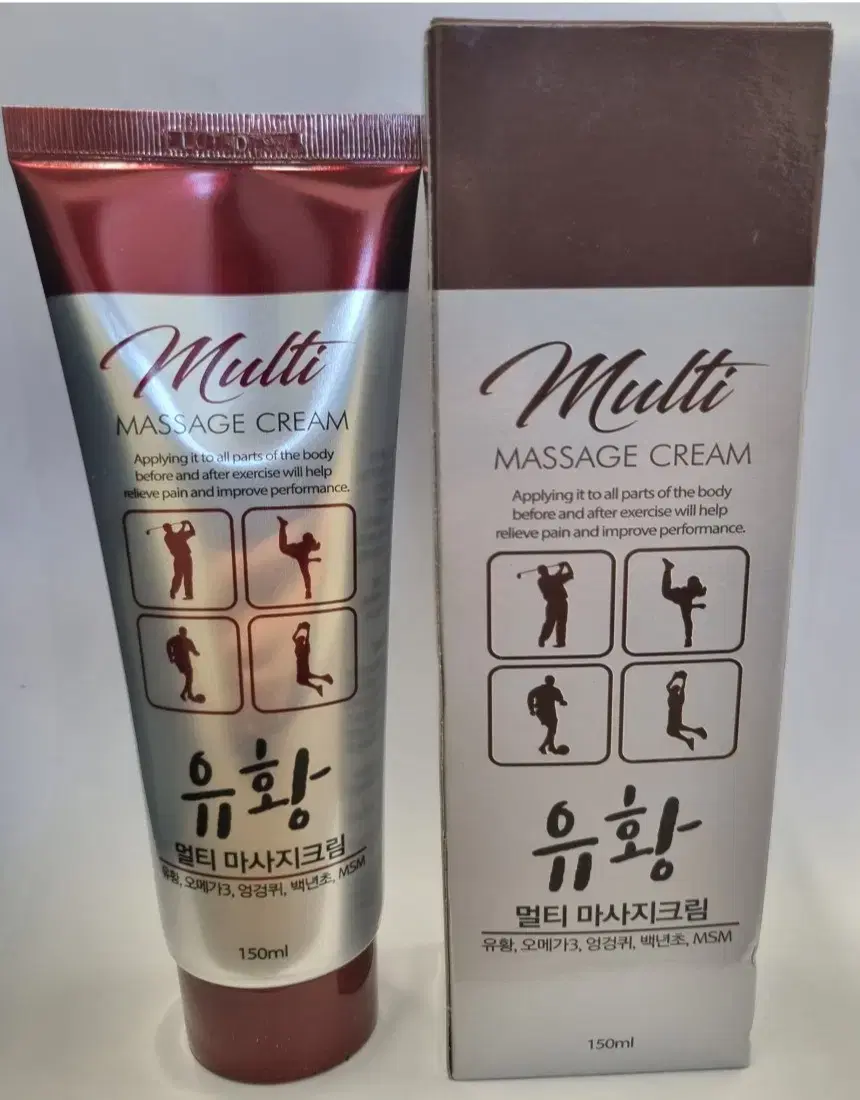 Multi
MASSAGE CREAM
Applying it to all parts of the body
before and after exercise will help
relieve pain and improve performance.
유황
멀티 마사지크림
유황, 오메가3, 엉겅퀴, 백년초, MSM
150ml
Multi
MASSAGE CREAM
Applying it to all parts of the body
before and after exercise will help
relieve pain and improve performance.
유황
멀티 마사지크림
유황, 오메가3, 엉겅퀴, 백년초, MSM
150ml